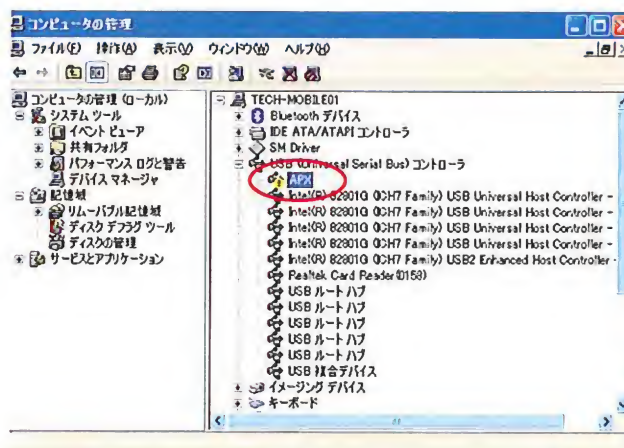 コンピュータの管理
ファイル(F) 操作(A) 表示(V) ウィンドウ(W) ヘルプ(H)
コンピュータの管理 (ローカル)
システム ツール
イベント ビューア
共有フォルダ
パフォーマンス ログと警告
デバイス マネージャ
記憶域
リムーバブル記憶域
ディスク デフラグ ツール
ディスクの管理
サービスとアプリケーション
TECH-MOBILE01
Bluetooth デバイス
IDE ATA/ATAPI コントローラ
SM Driver
USB (Universal Serial Bus) コントローラ
APX
Intel(R) 82801G (ICH7 Family) USB Universal Host Controller -
Intel(R) 82801G (ICH7 Family) USB Universal Host Controller -
Intel(R) 82801G (ICH7 Family) USB Universal Host Controller -
Intel(R) 82801G (ICH7 Family) USB Universal Host Controller -
Intel(R) 82801G (ICH7 Family) USB2 Enhanced Host Controller -
Realtek Card Reader(0158)
USB ルート ハブ
USB ルート ハブ
USB ルート ハブ
USB ルート ハブ
USB ルート ハブ
USB 複合デバイス
イメージング デバイス
キーボード